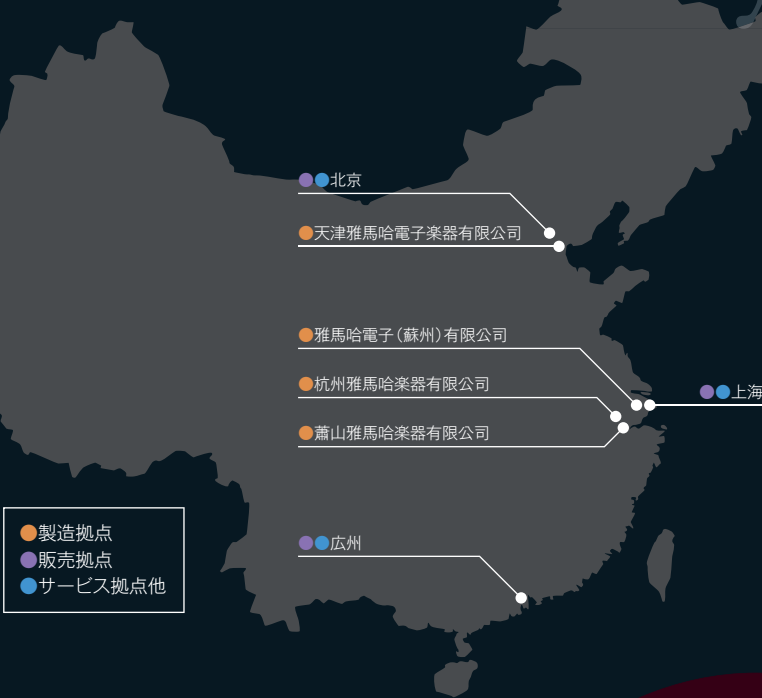 北京
天津雅馬哈電子楽器有限公司
雅馬哈電子(蘇州)有限公司
杭州雅馬哈楽器有限公司
上海
蕭山雅馬哈楽器有限公司
広州
製造拠点
販売拠点
サービス拠点他